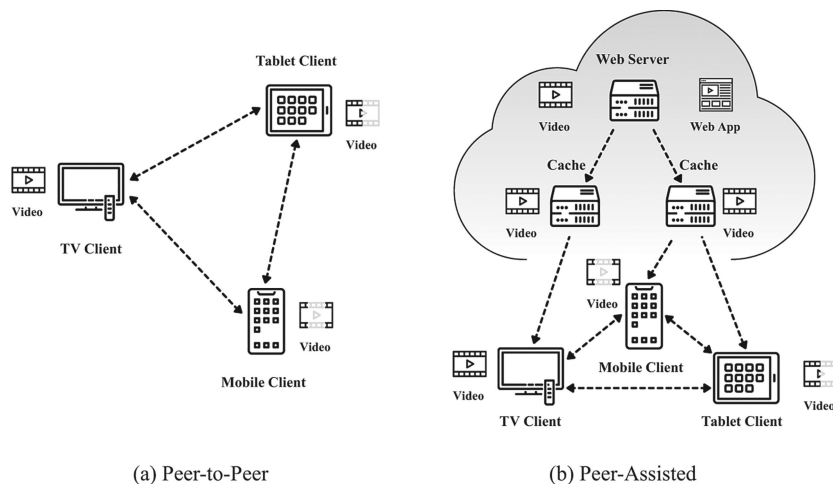 Tablet Client
Video
Video
TV Client
Video
Mobile Client
(a) Peer-to-Peer
Web Server
Video
Web App
Cache
Cache
Video
Video
Video
Mobile Client
Video
TV Client
Tablet Client
Video
(b) Peer-Assisted